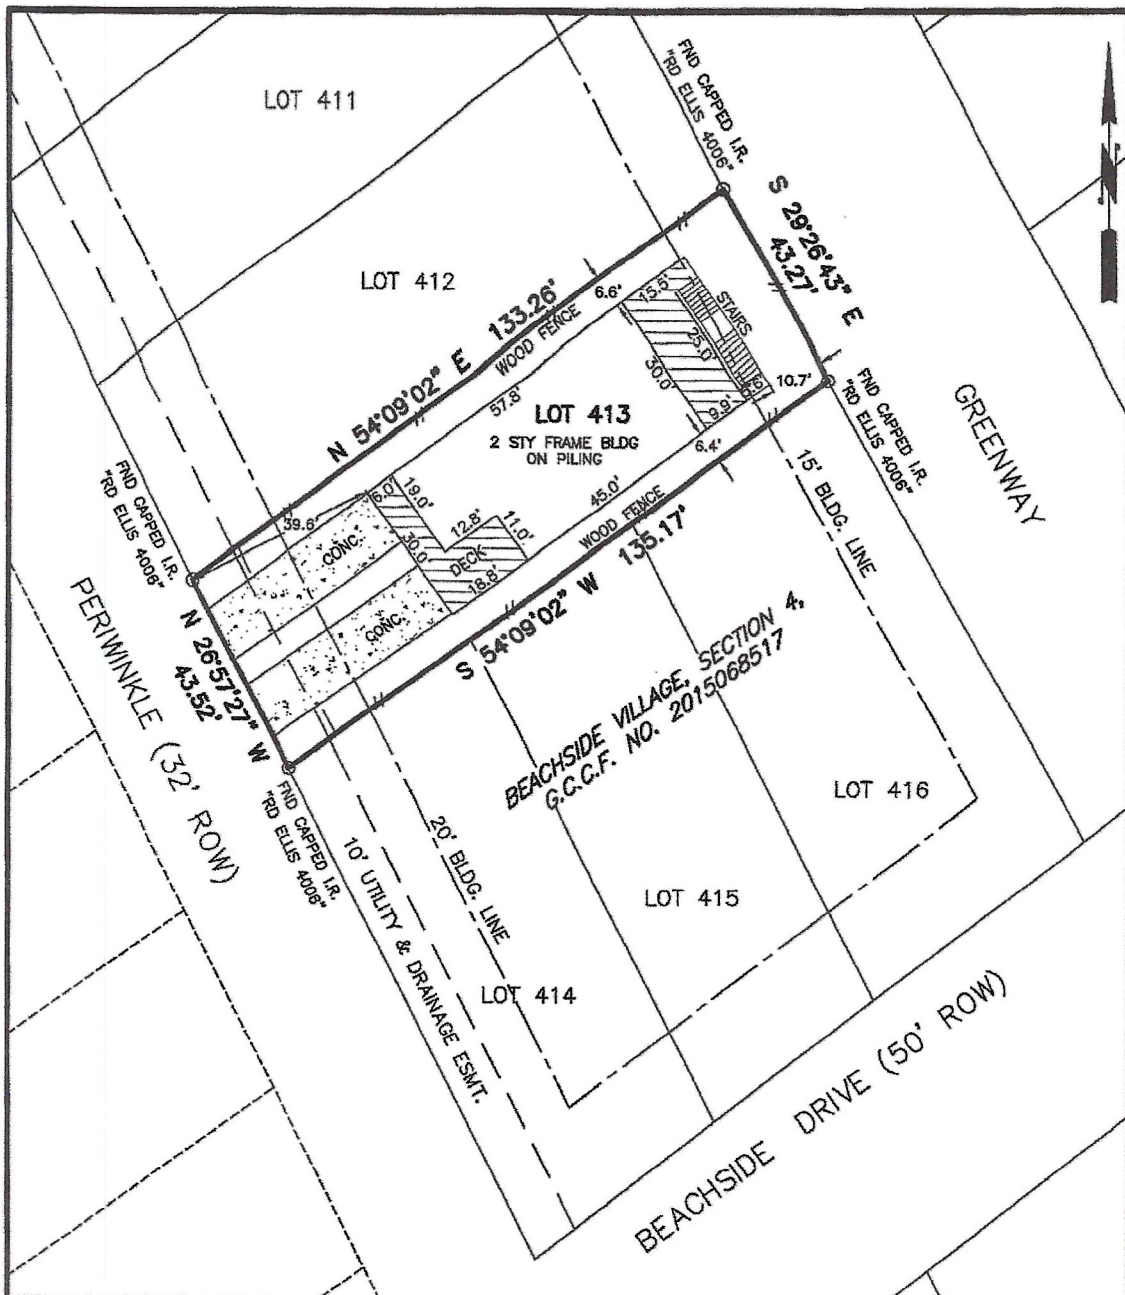 LOT 411
FND CAPPED I.R.
"RD ELLIS 4006"
N
S 29°26'43" E
43.27'
LOT 412
N 54°09'02" E 133.26'
WOOD FENCE
6.6'
15.5'
STAIRS
25.0'
30.0'
57.8'
LOT 413
2 STY FRAME BLDG
ON PILING
9.9'
10.7'
6.4'
FND CAPPED I.R.
"RD ELLIS 4006"
GREENWAY
15' BLDG. LINE
FND CAPPED I.R.
"RD ELLIS 4006"
39.6'
6.0'
19.0'
12.8'
11.0'
45.0'
WOOD FENCE
CONC.
30.0'
DECK
18.8'
CONC.
S 54°09'02" W 135.17'
PERIWINKLE (32' ROW)
N 26°57'27" W
43.52'
FND CAPPED I.R.
"RD ELLIS 4006"
BEACHSIDE VILLAGE, SECTION 4,
G.C.C.F. NO. 2015068517
10' UTILITY & DRAINAGE ESMT.
20' BLDG. LINE
LOT 416
LOT 415
LOT 414
BEACHSIDE DRIVE (50' ROW)